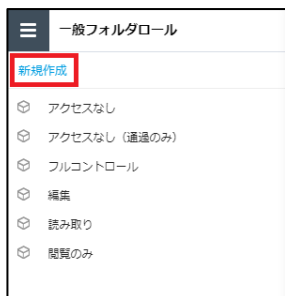 一般フォルダロール
新規作成
アクセスなし
アクセスなし（通過のみ）
フルコントロール
編集
読み取り
閲覧のみ